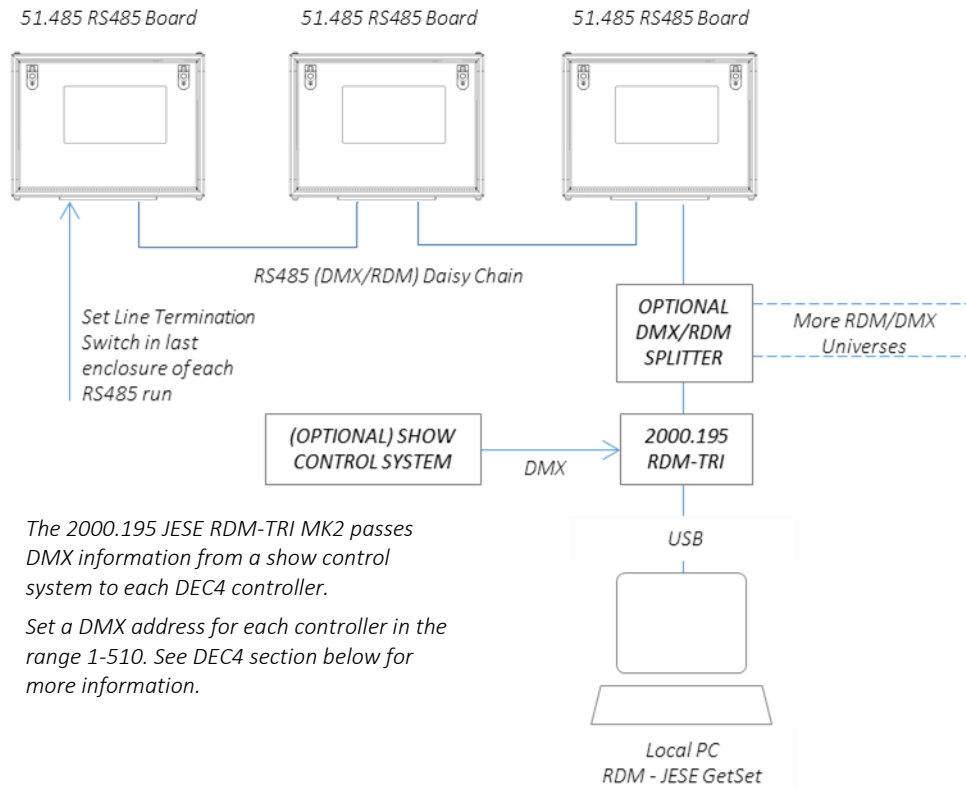 51.485 RS485 Board
51.485 RS485 Board
51.485 RS485 Board
RS485 (DMX/RDM) Daisy Chain
Set Line Termination
Switch in last
enclosure of each
RS485 run
OPTIONAL
DMX/RDM
SPLITTER
More RDM/DMX
Universes
(OPTIONAL) SHOW
CONTROL SYSTEM
DMX
2000.195
RDM-TRI
USB
The 2000.195 JESE RDM-TRI MK2 passes
DMX information from a show control
system to each DEC4 controller.
Set a DMX address for each controller in the
range 1-510. See DEC4 section below for
more information.
Local PC
RDM - JESE GetSet